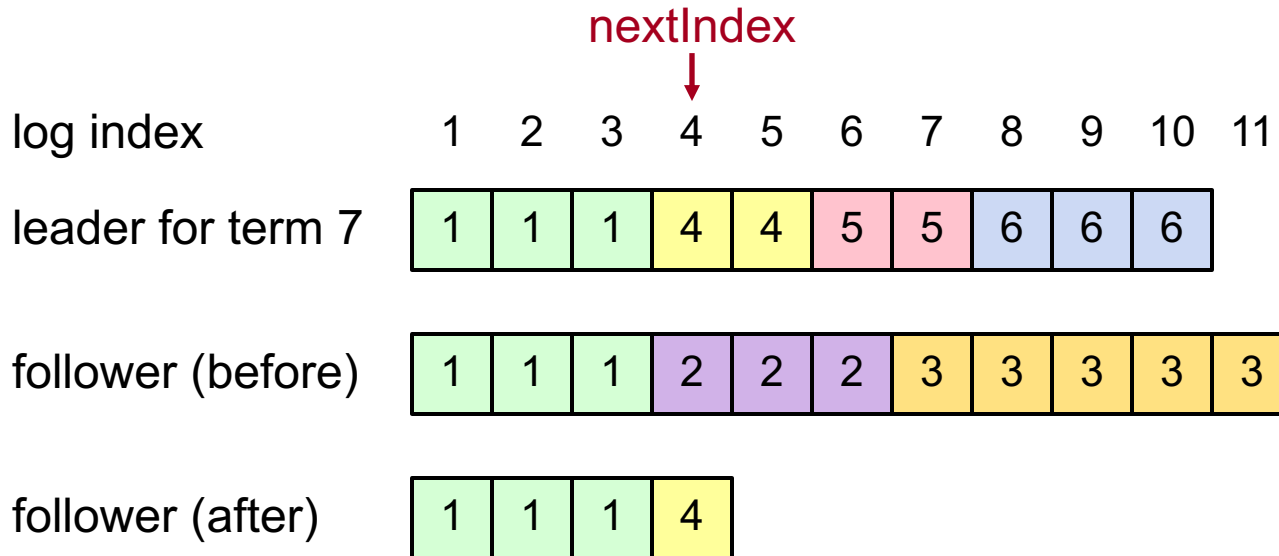 nextIndex
log index 1 2 3 4 5 6 7 8 9 10 11
leader for term 7 1 1 1 4 4 5 5 6 6 6
follower (before) 1 1 1 2 2 2 3 3 3 3 3
follower (after) 1 1 1 4